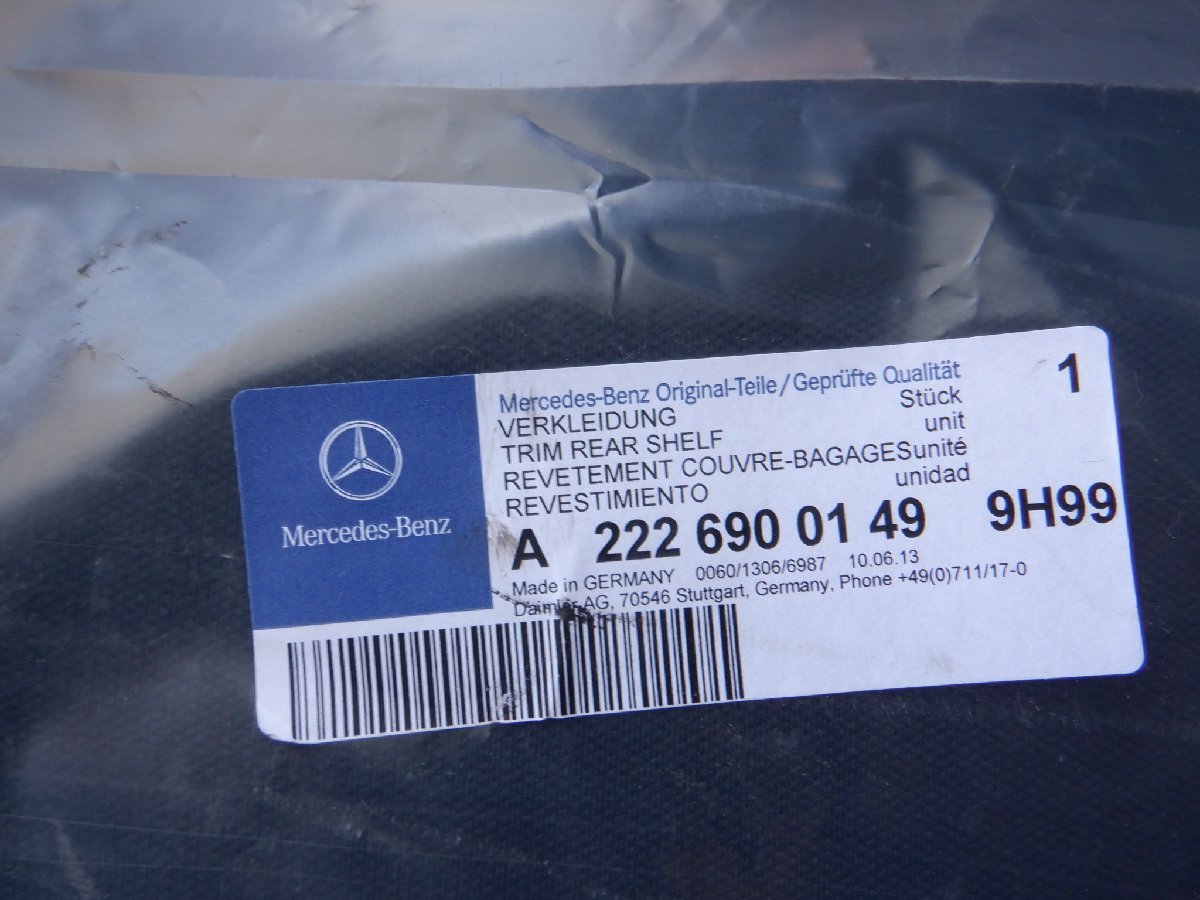 Mercedes-Benz
Mercedes-Benz Original-Teile/Geprüfte Qualität
1
VERKLEIDUNG Stück
TRIM REAR SHELF unit
REVETEMENT COUVRE-BAGAGES unité
REVESTIMIENTO unidad
A 222 690 01 49 9H99
Made in GERMANY 0060/1306/6987 10.06.13
Daimler AG, 70546 Stuttgart, Germany, Phone +49(0)711/17-0